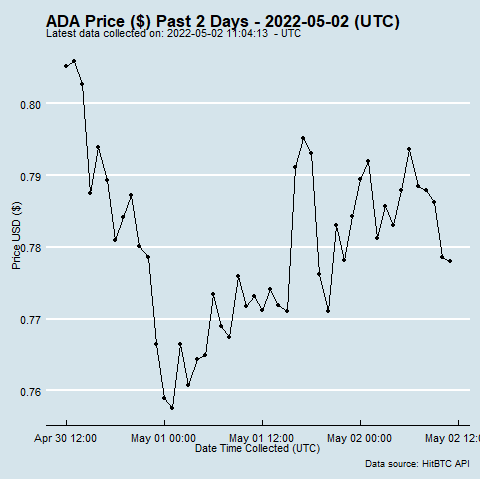 ADA Price ($) Past 2 Days - 2022-05-02 (UTC)
Latest data collected on: 2022-05-02 11:04:13 - UTC
Price USD ($)
0.80
0.79
0.78
0.77
0.76
Apr 30 12:00
May 01 00:00
May 01 12:00
May 02 00:00
May 02 12:
Date Time Collected (UTC)
Data source: HitBTC API